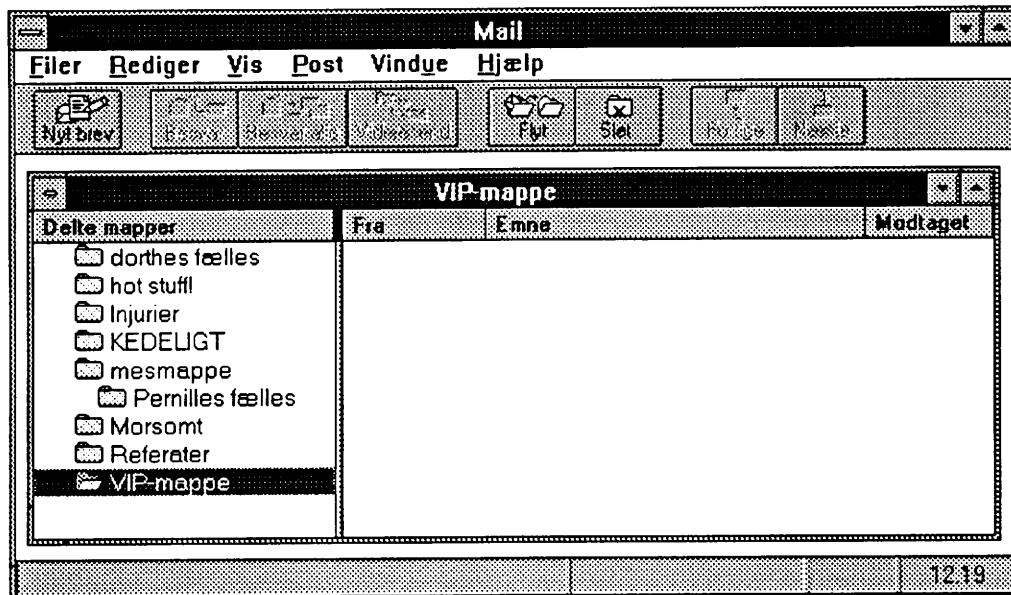 Mail
Filer Rediger Vis Post Vindue Hjælp
Nyt brev Flyt Slet
VIP-mappe
Delte mapper Fra Emne Modtaget
dorthes fælles
hot stuff!
Injurier
KEDELIGT
mesmappe
Pernilles fælles
Morsomt
Referater
VIP-mappe
12.19